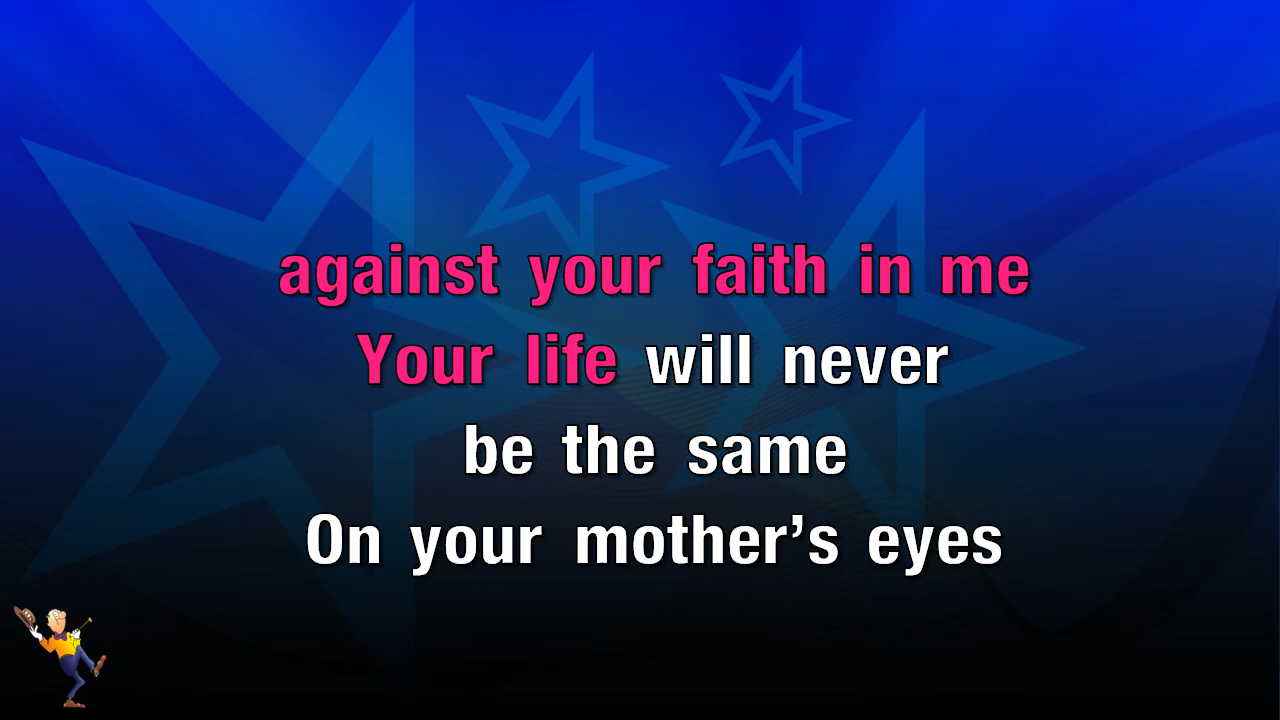 against your faith in me
Your life will never
be the same
On your mother’s eyes